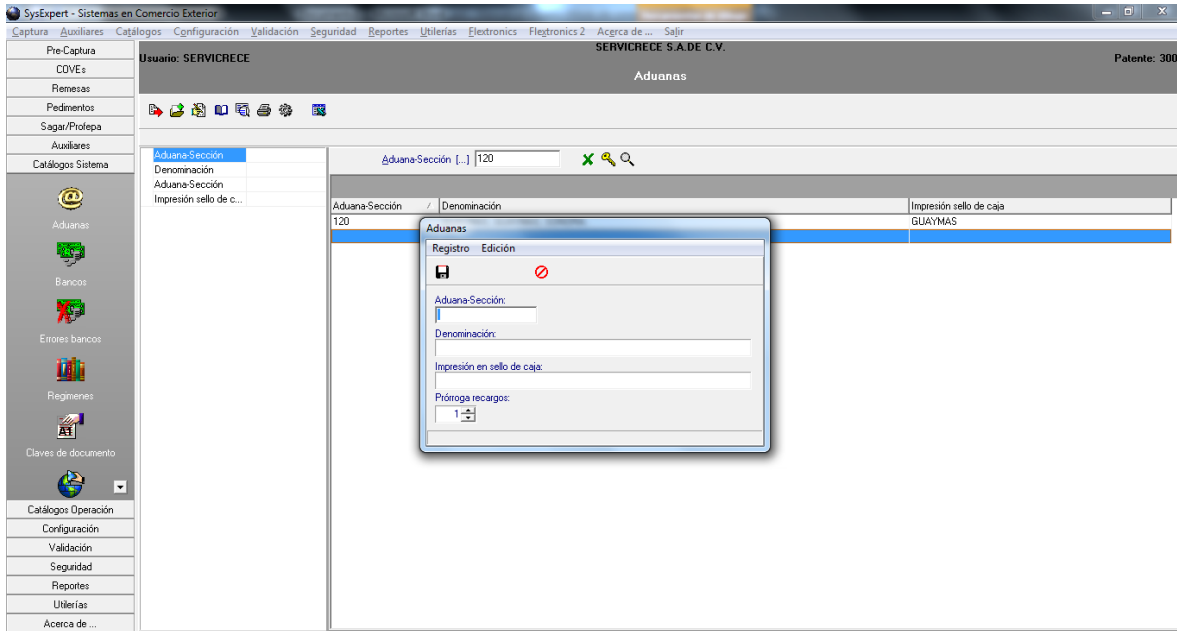 SysExpert - Sistemas en Comercio Exterior
Captura Auxiliares Catálogos Configuración Validación Seguridad Reportes Utilerías Flextronics Flextronics 2 Acerca de ... Salir
SERVICRECE S.A.DE C.V.
Usuario: SERVICRECE
Patente: 300
Aduanas
Pre-Captura
COVEs
Remesas
Pedimentos
Sagar/Profepa
Auxiliares
Catálogos Sistema
Aduanas
Bancos
Errores bancos
Regimenes
Claves de documento
Catálogos Operación
Configuración
Validación
Seguridad
Reportes
Utilerías
Acerca de ...
Aduana-Sección
Denominación
Aduana-Sección
Impresión sello de c...
Aduana-Sección [...] 120
Aduana-Sección / Denominación Impresión sello de caja
120 GUAYMAS
Aduanas
Registro Edición
Aduana-Sección:
Denominación:
Impresión en sello de caja:
Prórroga recargos:
1